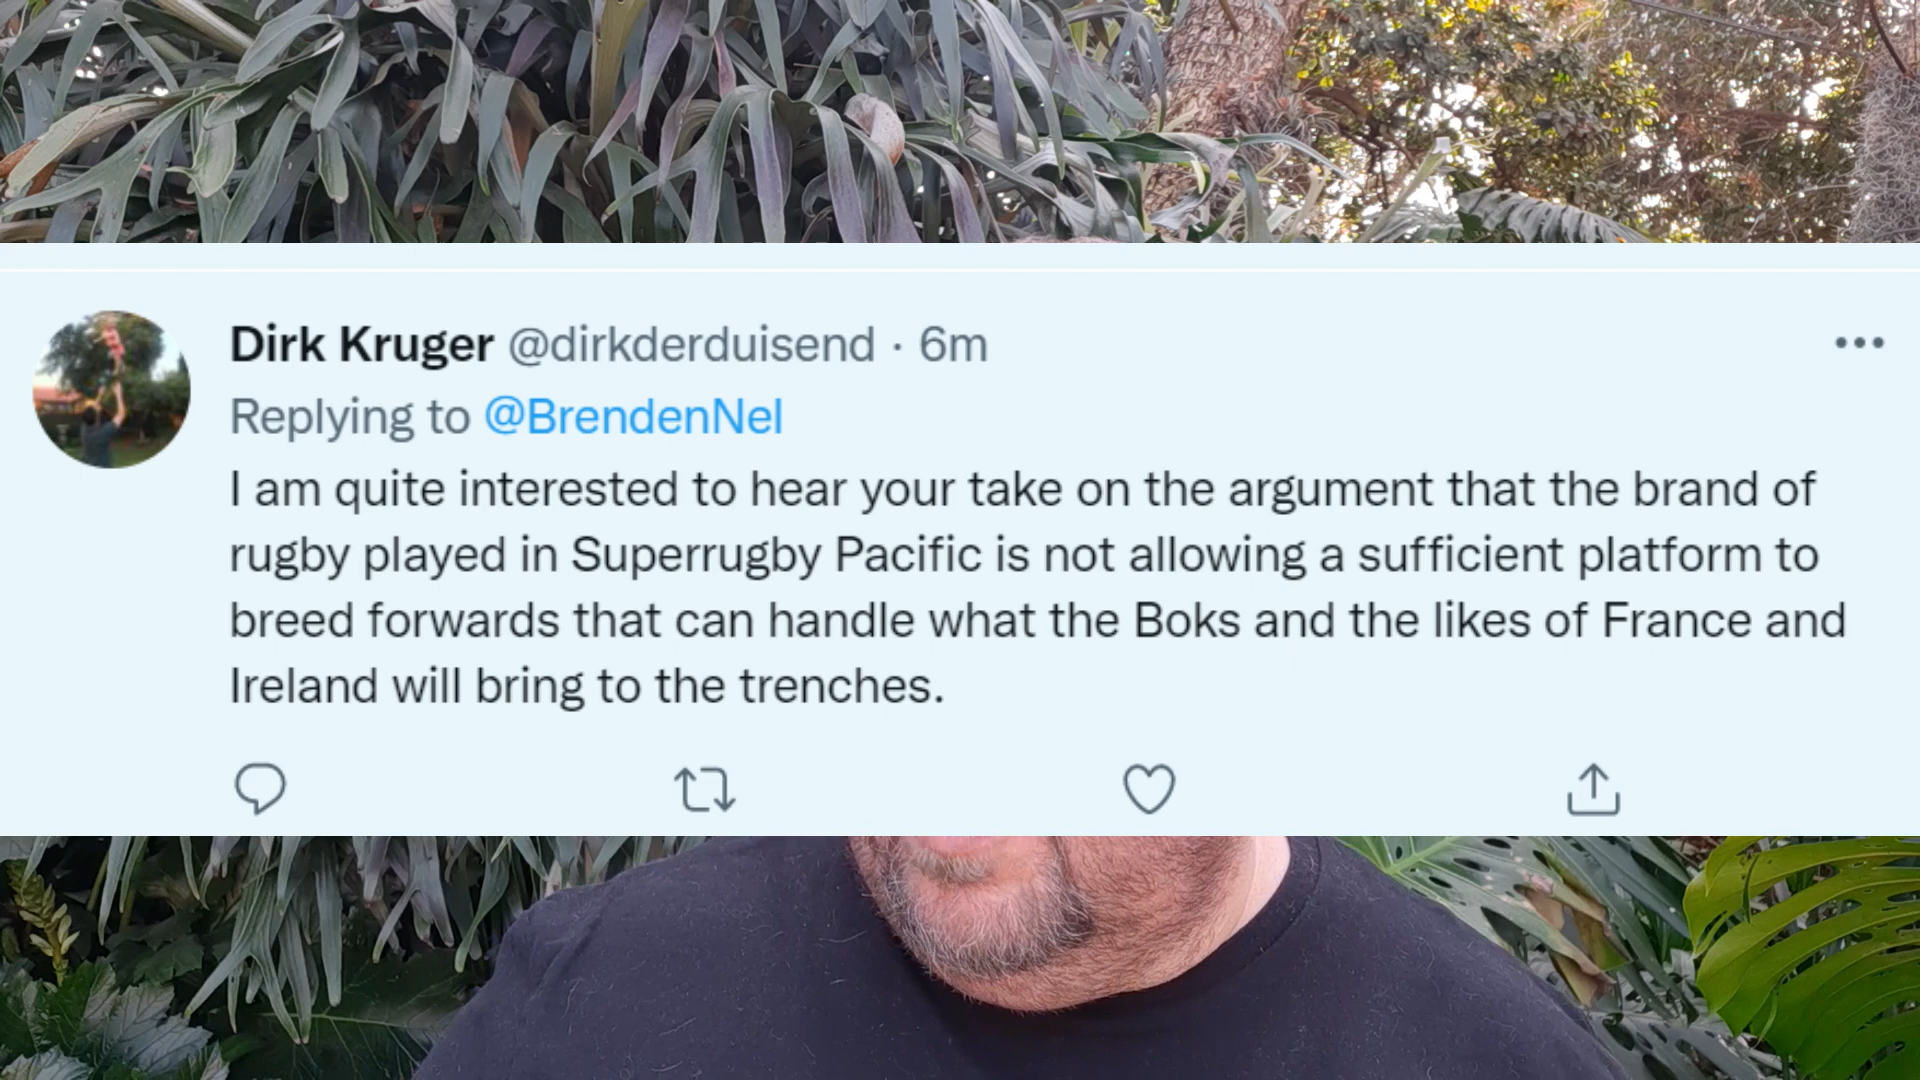 Dirk Kruger @dirkderduisend · 6m
Replying to @BrendenNel
I am quite interested to hear your take on the argument that the brand of
rugby played in Superrugby Pacific is not allowing a sufficient platform to
breed forwards that can handle what the Boks and the likes of France and
Ireland will bring to the trenches.